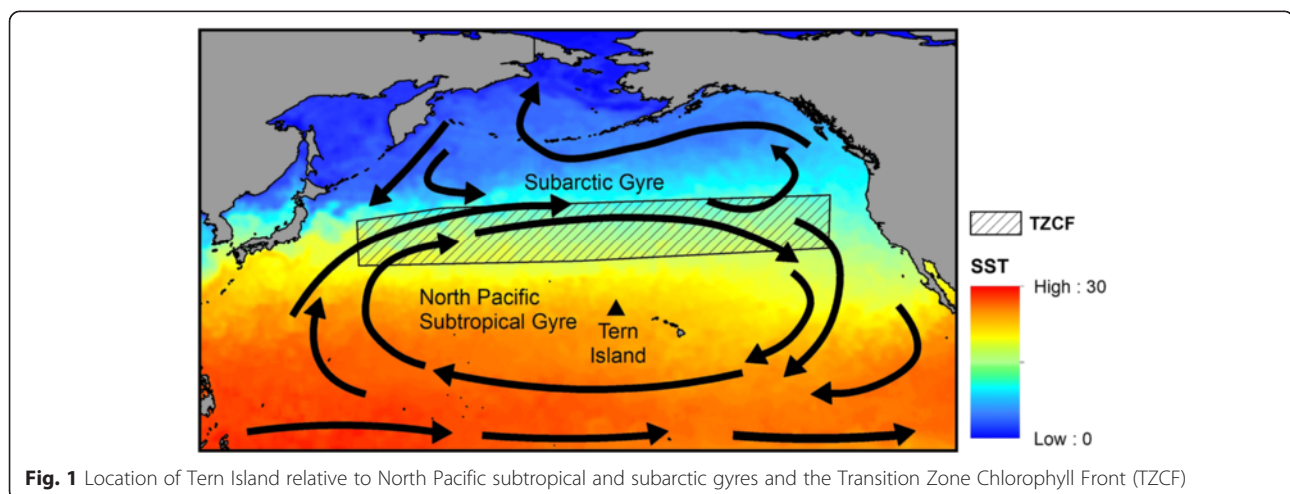 Subarctic Gyre
North Pacific
Subtropical Gyre
Tern
Island
TZCF
SST
High : 30
Low : 0
Fig. 1 Location of Tern Island relative to North Pacific subtropical and subarctic gyres and the Transition Zone Chlorophyll Front (TZCF)